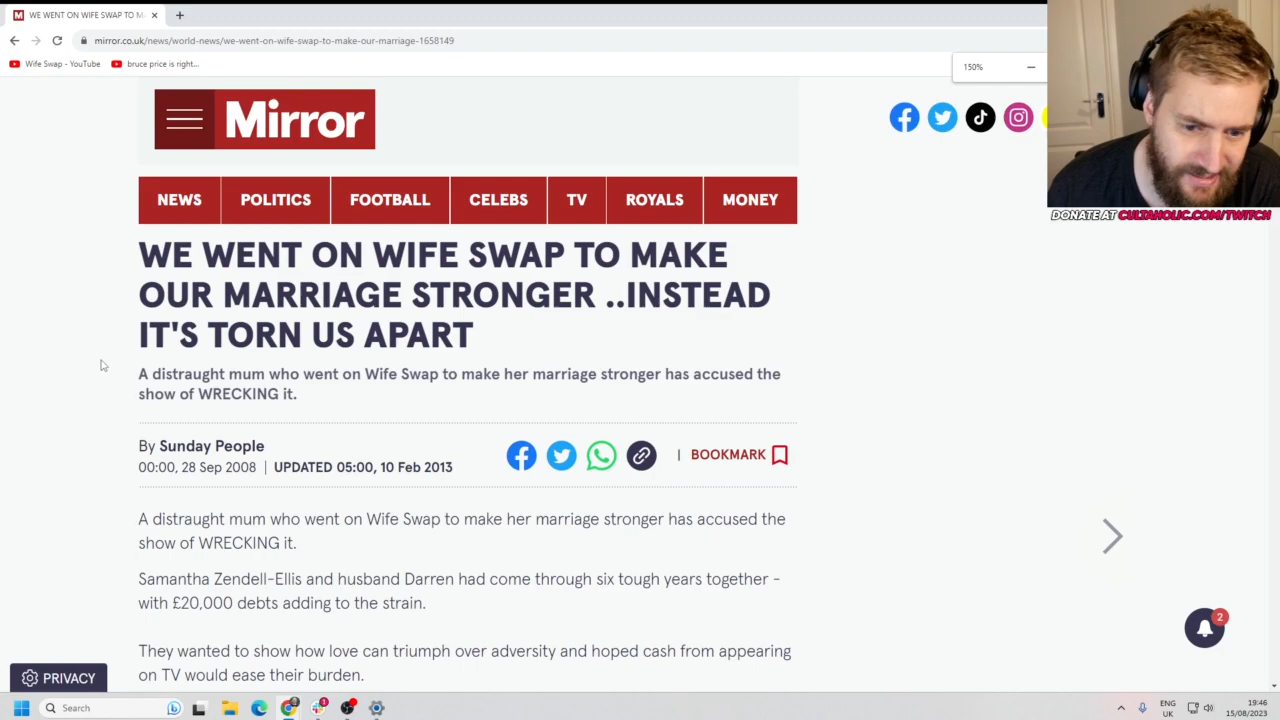 WE WENT ON WIFE SWAP TO M
mirror.co.uk/news/world-news/we-went-on-wife-swap-to-make-our-marriage-1658149
Wife Swap - YouTube
bruce price is right...
150%
Mirror
NEWS
POLITICS
FOOTBALL
CELEBS
TV
ROYALS
MONEY
DONATE AT CULTAHOLIC.COM/TWITCH
WE WENT ON WIFE SWAP TO MAKE
OUR MARRIAGE STRONGER ..INSTEAD
IT'S TORN US APART
A distraught mum who went on Wife Swap to make her marriage stronger has accused the
show of WRECKING it.
By Sunday People
00:00, 28 Sep 2008 | UPDATED 05:00, 10 Feb 2013
| BOOKMARK
A distraught mum who went on Wife Swap to make her marriage stronger has accused the
show of WRECKING it.
Samantha Zendell-Ellis and husband Darren had come through six tough years together -
with £20,000 debts adding to the strain.
They wanted to show how love can triumph over adversity and hoped cash from appearing
on TV would ease their burden.
2
PRIVACY
Search
ENG
UK
19:46
15/08/2023